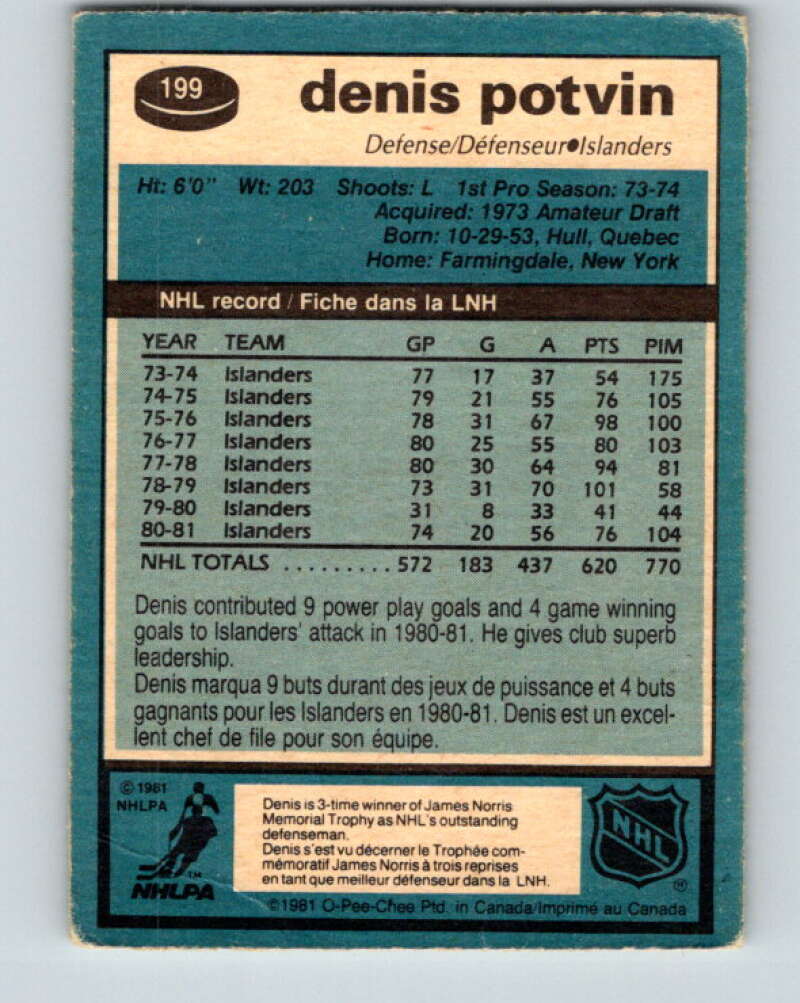 199
denis potvin
Defense/Défenseur•Islanders
Ht: 6'0" Wt: 203 Shoots: L 1st Pro Season: 73-74
Acquired: 1973 Amateur Draft
Born: 10-29-53, Hull, Quebec
Home: Farmingdale, New York
NHL record / Fiche dans la LNH
YEAR TEAM GP G A PTS PIM
73-74 Islanders 77 17 37 54 175
74-75 Islanders 79 21 55 76 105
75-76 Islanders 78 31 67 98 100
76-77 Islanders 80 25 55 80 103
77-78 Islanders 80 30 64 94 81
78-79 Islanders 73 31 70 101 58
79-80 Islanders 31 8 33 41 44
80-81 Islanders 74 20 56 76 104
NHL TOTALS ......... 572 183 437 620 770
Denis contributed 9 power play goals and 4 game winning
goals to Islanders' attack in 1980-81. He gives club superb
leadership.
Denis marqua 9 buts durant des jeux de puissance et 4 buts
gagnants pour les Islanders en 1980-81. Denis est un excel-
lent chef de file pour son équipe.
© 1981
NHLPA
TM
NHLPA
Denis is 3-time winner of James Norris
Memorial Trophy as NHL's outstanding
defenseman.
Denis s'est vu décerner le Trophée com-
mémoratif James Norris à trois reprises
en tant que meilleur défenseur dans la LNH.
NHL
©1981 O-Pee-Chee Ptd. in Canada/Imprimé au Canada